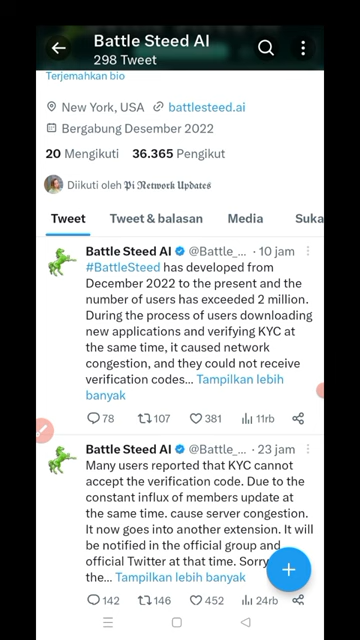 Battle Steed AI
298 Tweet
Terjemahkan bio
New York, USA battlesteed.ai
Bergabung Desember 2022
20 Mengikuti 36.365 Pengikut
Diikuti oleh 𝕻𝖎 𝕹𝖊𝖙𝖜𝖔𝖗𝖐 𝖀𝖕𝖉𝖆𝖙𝖊𝖘
Tweet Tweet & balasan Media Suka
Battle Steed AI @Battle_... · 10 jam
#BattleSteed has developed from
December 2022 to the present and the
number of users has exceeded 2 million.
During the process of users downloading
new applications and verifying KYC at
the same time, it caused network
congestion, and they could not receive
verification codes... Tampilkan lebih
banyak
78 107 381 11rb
Battle Steed AI @Battle_... · 23 jam
Many users reported that KYC cannot
accept the verification code. Due to the
constant influx of members update at
the same time. cause server congestion.
It now goes into another extension. It will
be notified in the official group and
official Twitter at that time. Sorry
the... Tampilkan lebih banyak
142 146 452 24rb